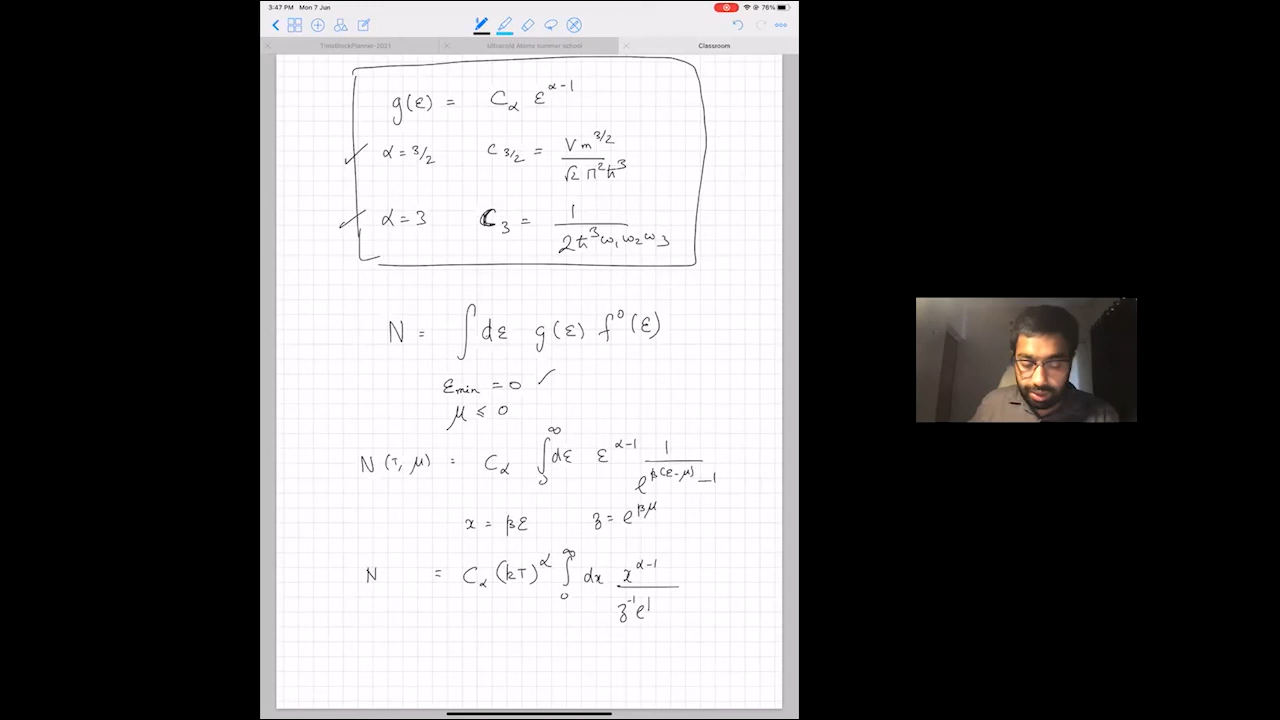 3:47 PM Mon 7 Jun 76%
TimeBlockPlanner-2021 Ultracold Atoms summer school Classroom
g(ε) = C_α ε^{α-1}
✓ α = 3/2 C_{3/2} = V m^{3/2} / √2 π² ħ³
✓ α = 3 C_3 = 1 / 2ħ³ω₁ω₂ω₃
N = ∫ dε g(ε) f⁰(ε)
ε_min = 0 ✓
μ ≤ 0
N(T, μ) = C_α ∫₀^∞ dε ε^{α-1} 1 / e^{β(ε-μ)} - 1
x = βε z = e^{βμ}
N = C_α (kT)^α ∫₀^∞ dx x^{α-1} / z^{-1} e